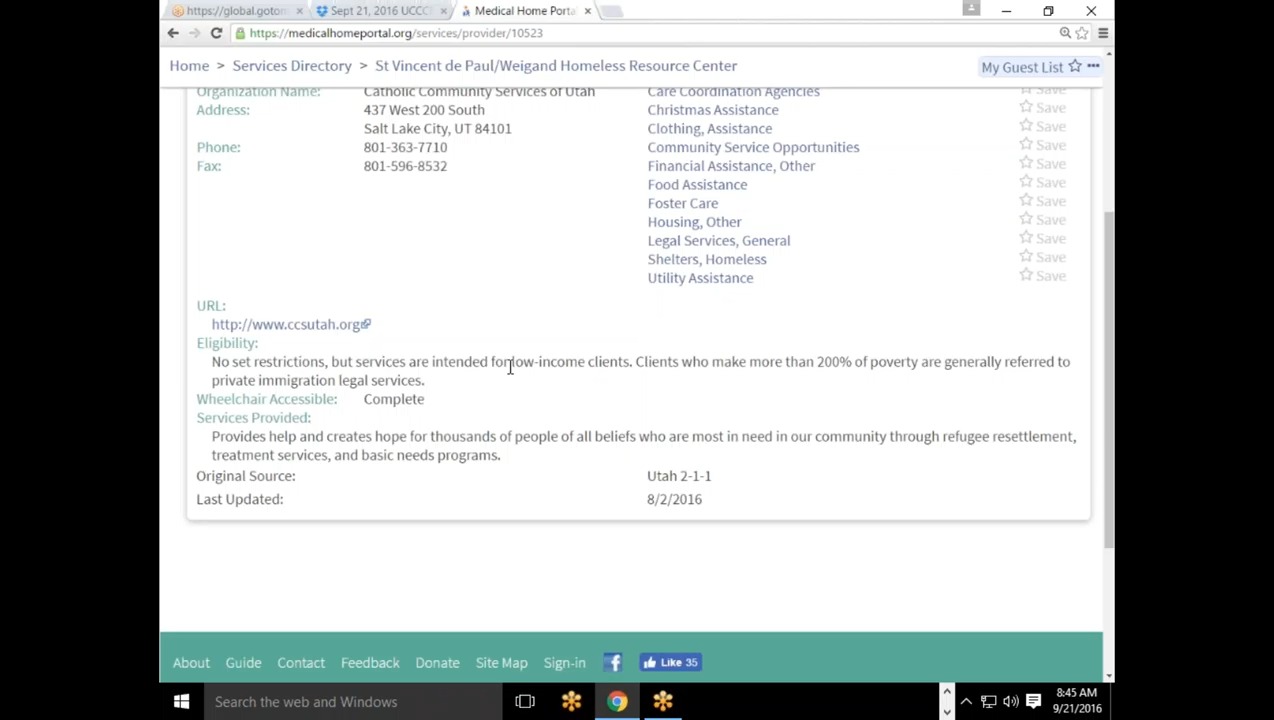 https://global.gotom
Sept 21, 2016 UCCC
Medical Home Porta
https://medicalhomeportal.org/services/provider/10523
Home > Services Directory > St Vincent de Paul/Weigand Homeless Resource Center
My Guest List
Organization Name: Catholic Community Services of Utah
Care Coordination Agencies Save
Address: 437 West 200 South
Christmas Assistance Save
Salt Lake City, UT 84101
Clothing, Assistance Save
Phone: 801-363-7710
Community Service Opportunities Save
Fax: 801-596-8532
Financial Assistance, Other Save
Food Assistance Save
Foster Care Save
Housing, Other Save
Legal Services, General Save
Shelters, Homeless Save
Utility Assistance Save
URL:
http://www.ccsutah.org
Eligibility:
No set restrictions, but services are intended for low-income clients. Clients who make more than 200% of poverty are generally referred to
private immigration legal services.
Wheelchair Accessible: Complete
Services Provided:
Provides help and creates hope for thousands of people of all beliefs who are most in need in our community through refugee resettlement,
treatment services, and basic needs programs.
Original Source: Utah 2-1-1
Last Updated: 8/2/2016
About Guide Contact Feedback Donate Site Map Sign-in f Like 35
Search the web and Windows
8:45 AM
9/21/2016